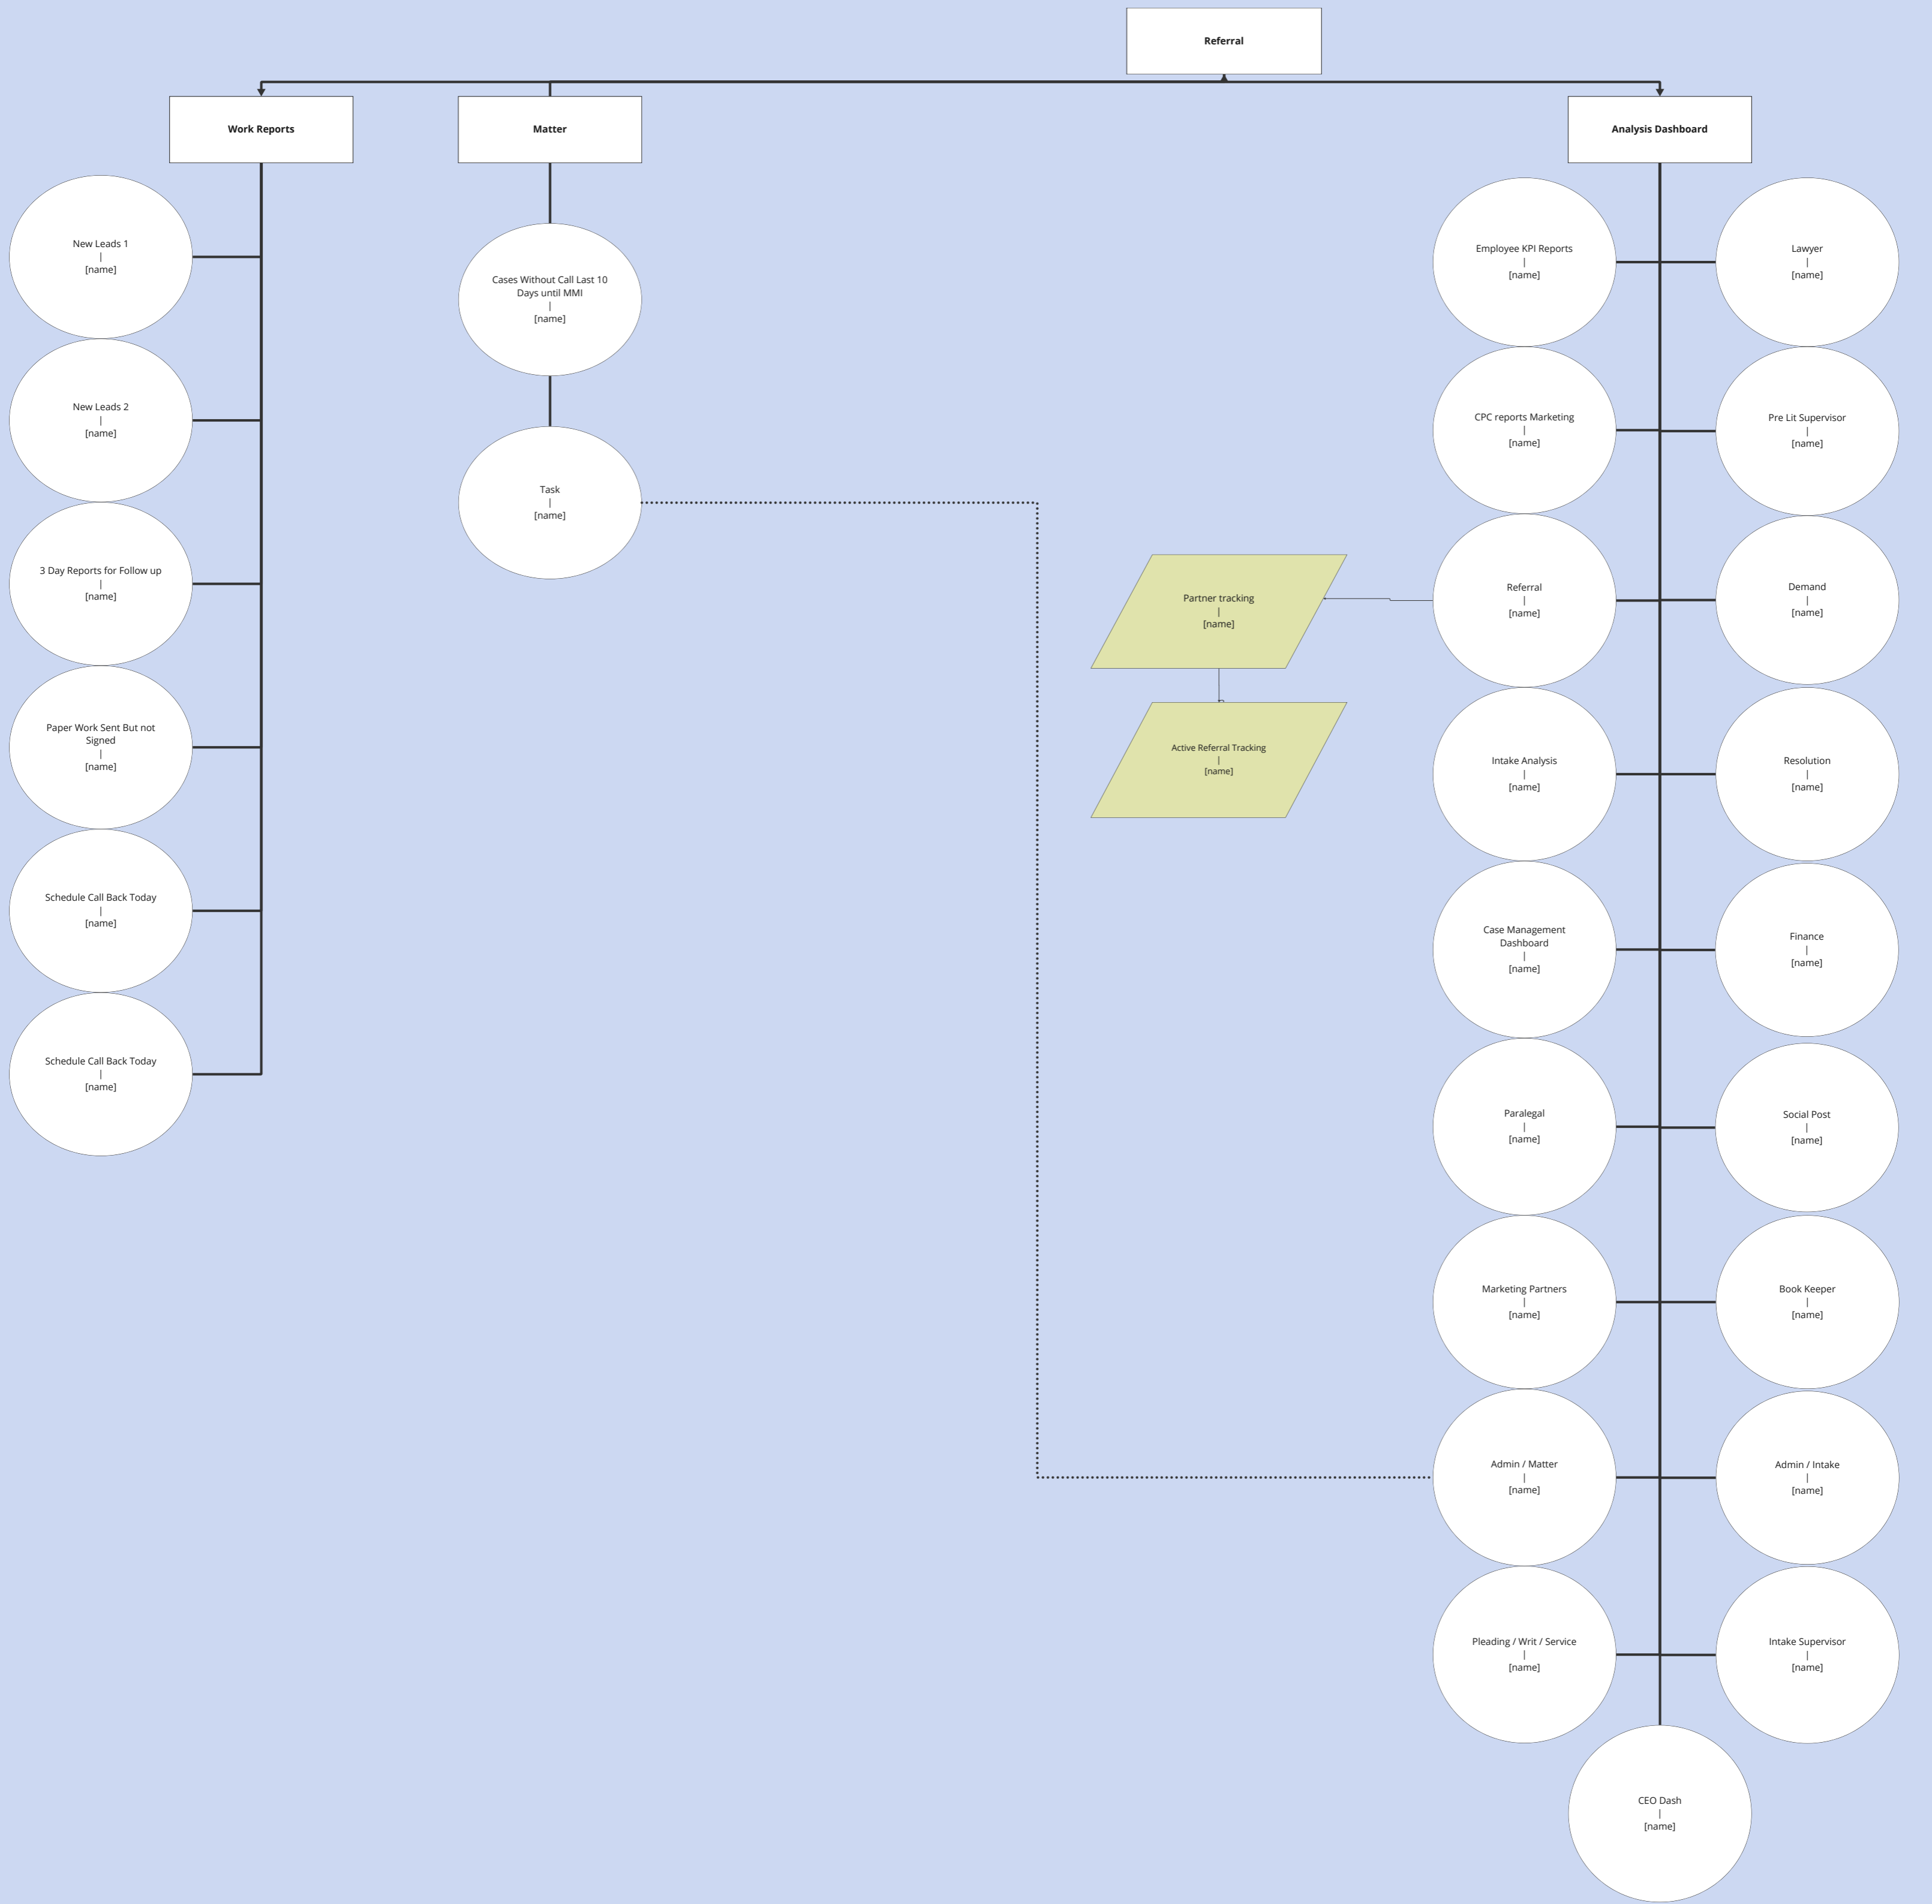 Referral
Work Reports
Matter
Analysis Dashboard
New Leads 1
|
[name]
New Leads 2
|
[name]
3 Day Reports for Follow up
|
[name]
Paper Work Sent But not
Signed
|
[name]
Schedule Call Back Today
|
[name]
Schedule Call Back Today
|
[name]
Cases Without Call Last 10
Days until MMI
|
[name]
Task
|
[name]
Partner tracking
|
[name]
Active Referral Tracking
|
[name]
Employee KPI Reports
|
[name]
Lawyer
|
[name]
CPC reports Marketing
|
[name]
Pre Lit Supervisor
|
[name]
Referral
|
[name]
Demand
|
[name]
Intake Analysis
|
[name]
Resolution
|
[name]
Case Management
Dashboard
|
[name]
Finance
|
[name]
Paralegal
|
[name]
Social Post
|
[name]
Marketing Partners
|
[name]
Book Keeper
|
[name]
Admin / Matter
|
[name]
Admin / Intake
|
[name]
Pleading / Writ / Service
|
[name]
Intake Supervisor
|
[name]
CEO Dash
|
[name]